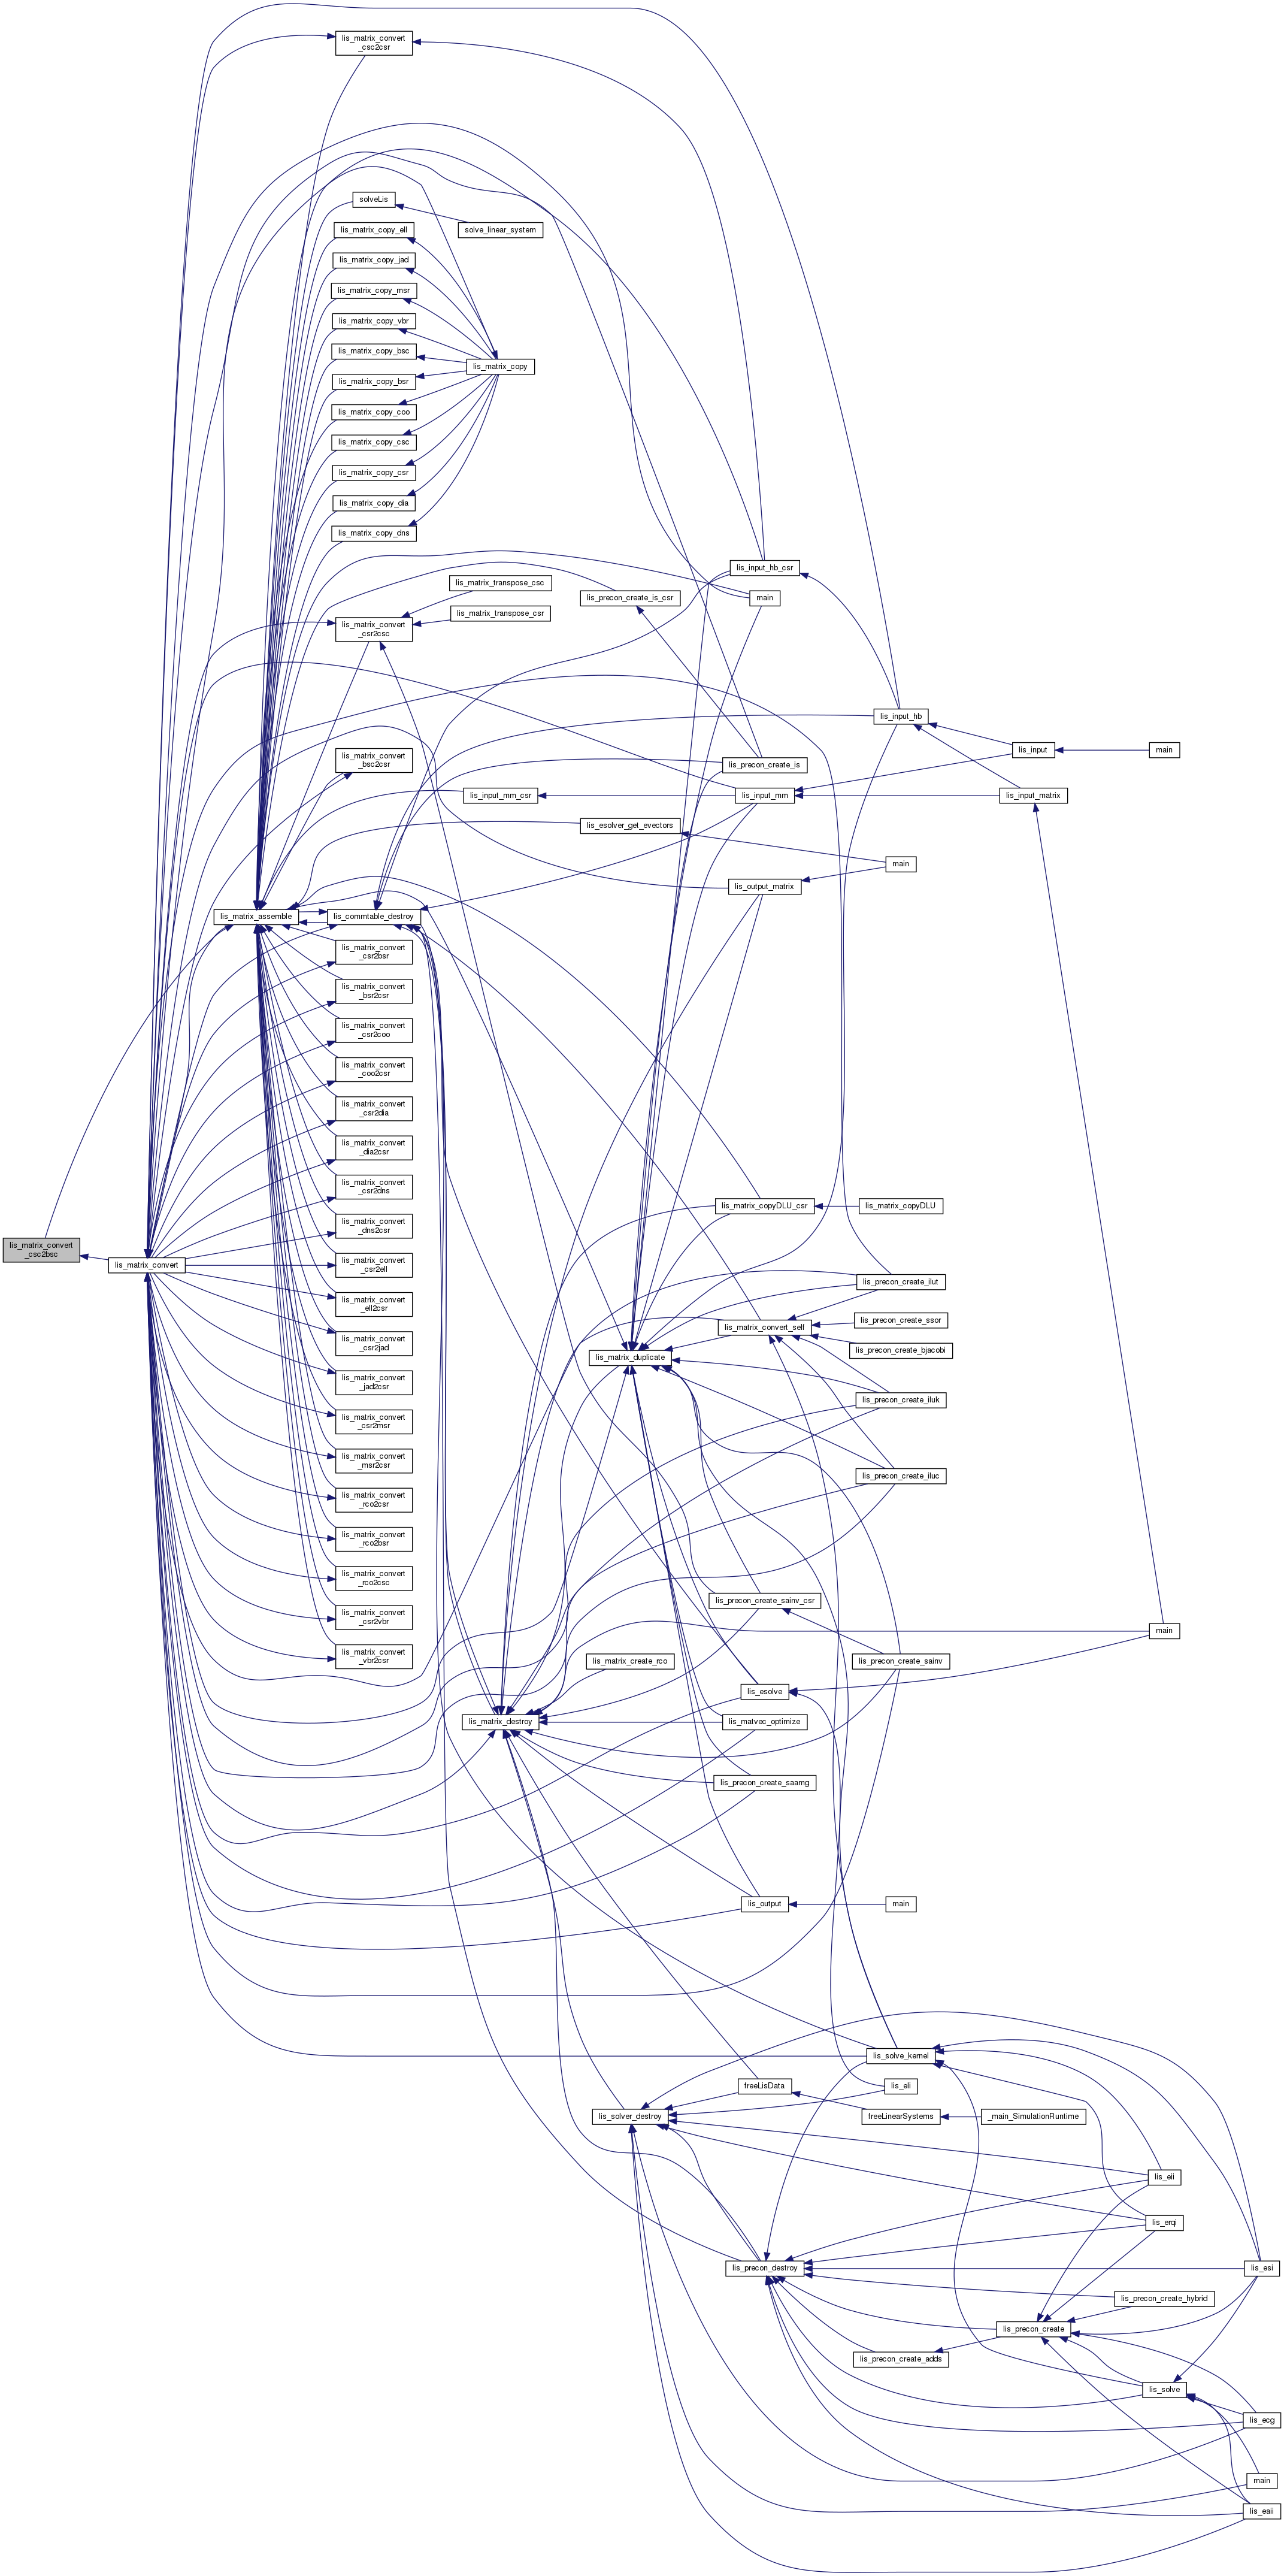 lis_matrix_convert
_csc2csr
solveLis
solve_linear_system
lis_matrix_copy_ell
lis_matrix_copy_jad
lis_matrix_copy_msr
lis_matrix_copy_vbr
lis_matrix_copy_bsc
lis_matrix_copy
lis_matrix_copy_bsr
lis_matrix_copy_coo
lis_matrix_copy_csc
lis_matrix_copy_csr
lis_matrix_copy_dia
lis_matrix_copy_dns
lis_input_hb_csr
lis_matrix_transpose_csc
lis_precon_create_is_csr
main
lis_matrix_transpose_csr
lis_matrix_convert
_csr2csc
lis_input_hb
lis_input
main
lis_matrix_convert
_bsc2csr
lis_precon_create_is
lis_input_mm_csr
lis_input_mm
lis_input_matrix
lis_esolver_get_evectors
main
lis_output_matrix
lis_matrix_assemble
lis_commtable_destroy
lis_matrix_convert
_csr2bsr
lis_matrix_convert
_bsr2csr
lis_matrix_convert
_csr2coo
lis_matrix_convert
_coo2csr
lis_matrix_convert
_csr2dia
lis_matrix_convert
_dia2csr
lis_matrix_convert
_csr2dns
lis_matrix_copyDLU_csr
lis_matrix_copyDLU
lis_matrix_convert
_dns2csr
lis_matrix_convert
_csc2bsc
lis_matrix_convert
lis_matrix_convert
_csr2ell
lis_precon_create_ilut
lis_matrix_convert
_ell2csr
lis_precon_create_ssor
lis_matrix_convert_self
lis_matrix_convert
_csr2jad
lis_precon_create_bjacobi
lis_matrix_duplicate
lis_matrix_convert
_jad2csr
lis_precon_create_iluk
lis_matrix_convert
_csr2msr
lis_matrix_convert
_msr2csr
lis_precon_create_iluc
lis_matrix_convert
_rco2csr
lis_matrix_convert
_rco2bsr
lis_matrix_convert
_rco2csc
lis_precon_create_sainv_csr
lis_matrix_convert
_csr2vbr
main
lis_matrix_convert
_vbr2csr
lis_matrix_create_rco
lis_precon_create_sainv
lis_esolve
lis_matrix_destroy
lis_matvec_optimize
lis_precon_create_saamg
lis_output
main
lis_solve_kernel
freeLisData
lis_eli
lis_solver_destroy
freeLinearSystems
_main_SimulationRuntime
lis_eii
lis_erqi
lis_precon_destroy
lis_esi
lis_precon_create_hybrid
lis_precon_create
lis_precon_create_adds
lis_solve
lis_ecg
main
lis_eaii